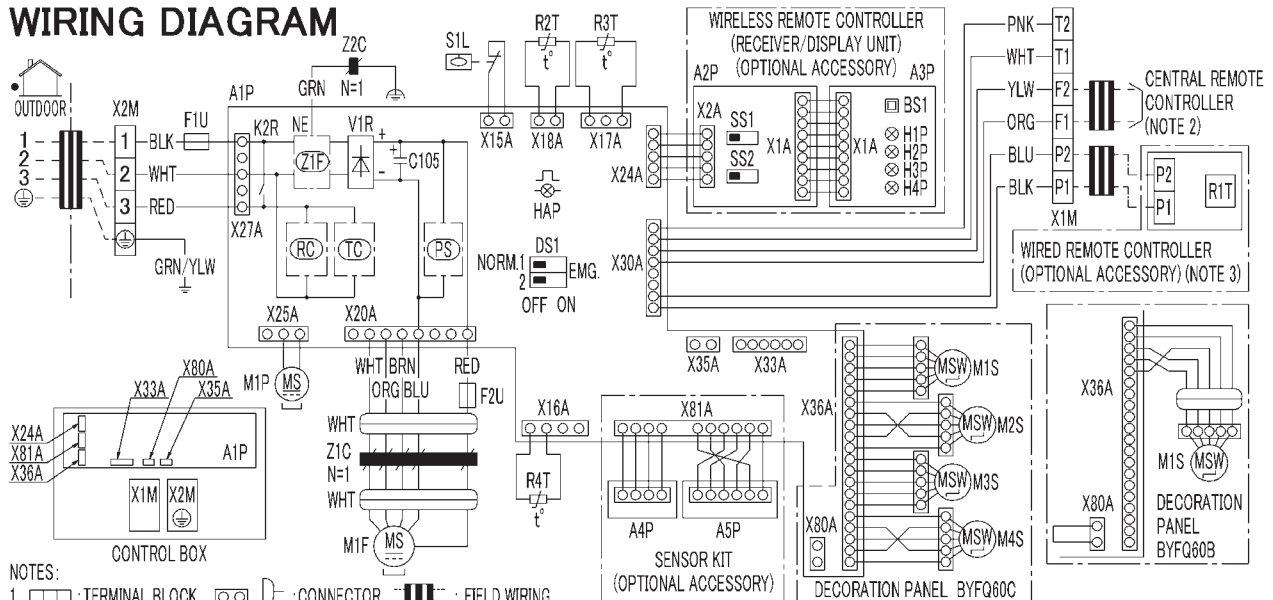 WIRING DIAGRAM
OUTDOOR
1
2
3
X2M
1
2
3
BLK
WHT
RED
GRN/YLW
F1U
A1P
X27A
K2R
GRN
Z2C
N=1
NE
Z1F
V1R
+
-
+
C105
RC
TC
PS
S1L
X15A
R2T
t°
X18A
R3T
t°
X17A
HAP
DS1
NORM.
1
2
EMG.
OFF ON
X24A
X30A
WIRELESS REMOTE CONTROLLER
(RECEIVER/DISPLAY UNIT)
(OPTIONAL ACCESSORY)
A2P
A3P
X2A
SS1
SS2
X1A
X1A
BS1
H1P
H2P
H3P
H4P
PNK T2
WHT T1
YLW F2
ORG F1
BLU P2
BLK P1
X1M
CENTRAL REMOTE
CONTROLLER
(NOTE 2)
P2
P1
R1T
WIRED REMOTE CONTROLLER
(OPTIONAL ACCESSORY) (NOTE 3)
X25A
X20A
M1P
MS
WHT BRN
ORG BLU
RED
F2U
WHT
Z1C
N=1
WHT
M1F
MS
X16A
R4T
t°
X35A
X33A
X81A
A4P
A5P
SENSOR KIT
(OPTIONAL ACCESSORY)
X36A
X80A
MSW M1S
MSW M2S
MSW M3S
MSW M4S
DECORATION PANEL BYFQ60C
X36A
X80A
M1S
MSW
DECORATION
PANEL
BYFQ60B
X33A
X80A
X35A
X24A
X81A
X36A
A1P
X1M
X2M
CONTROL BOX
NOTES:
1. : TERMINAL BLOCK : CONNECTOR : FIELD WIRING